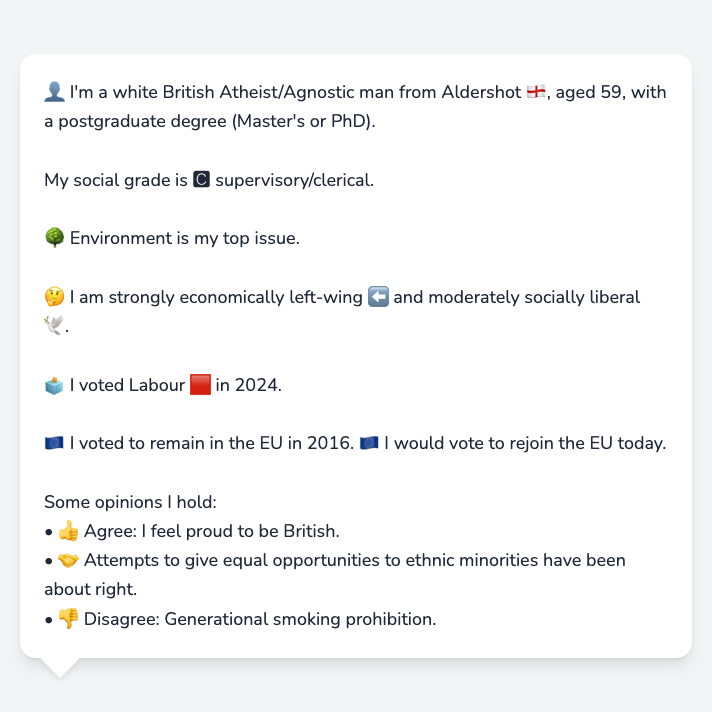 👤 I'm a white British Atheist/Agnostic man from Aldershot 🏴󠁧󠁢󠁥󠁮󠁧󠁿, aged 59, with
a postgraduate degree (Master's or PhD).
My social grade is 🅲 supervisory/clerical.
🌳 Environment is my top issue.
🤔 I am strongly economically left-wing ⬅️ and moderately socially liberal
🕊️.
🗳️ I voted Labour 🟥 in 2024.
🇪🇺 I voted to remain in the EU in 2016. 🇪🇺 I would vote to rejoin the EU today.
Some opinions I hold:
• 👍 Agree: I feel proud to be British.
• 🤝 Attempts to give equal opportunities to ethnic minorities have been
about right.
• 👎 Disagree: Generational smoking prohibition.